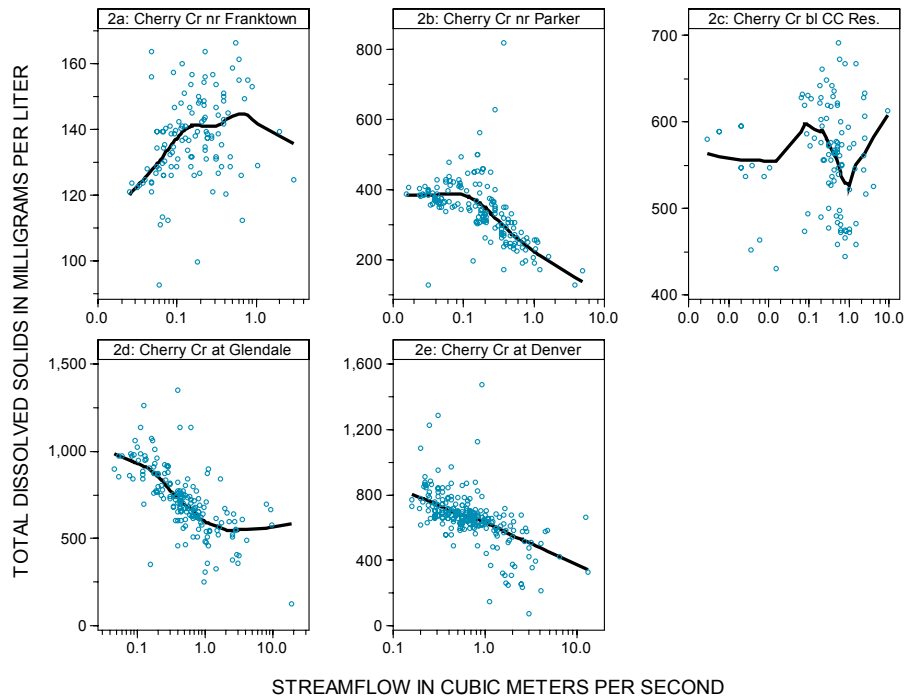 TOTAL DISSOLVED SOLIDS IN MILLIGRAMS PER LITER
2a: Cherry Cr nr Franktown
160
140
120
100
0.0 0.1 1.0
2b: Cherry Cr nr Parker
800
600
400
200
0.0 0.1 1.0 10.0
2c: Cherry Cr bl CC Res.
700
600
500
400
0.0 0.0 0.0 0.1 1.0 10.0
2d: Cherry Cr at Glendale
1,500
1,000
500
0
0.1 1.0 10.0
2e: Cherry Cr at Denver
1,600
1,200
800
400
0
0.1 1.0 10.0
STREAMFLOW IN CUBIC METERS PER SECOND